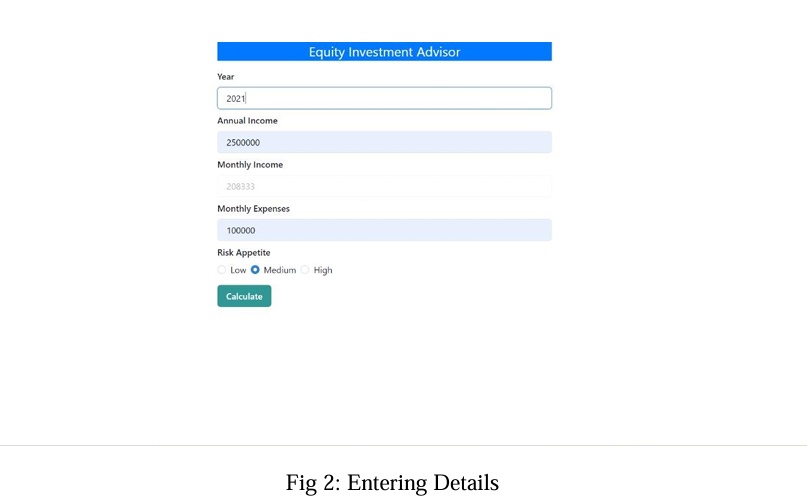 Equity Investment Advisor
Year
2021
Annual Income
2500000
Monthly Income
208333
Monthly Expenses
100000
Risk Appetite
Low Medium High
Calculate
Fig 2: Entering Details